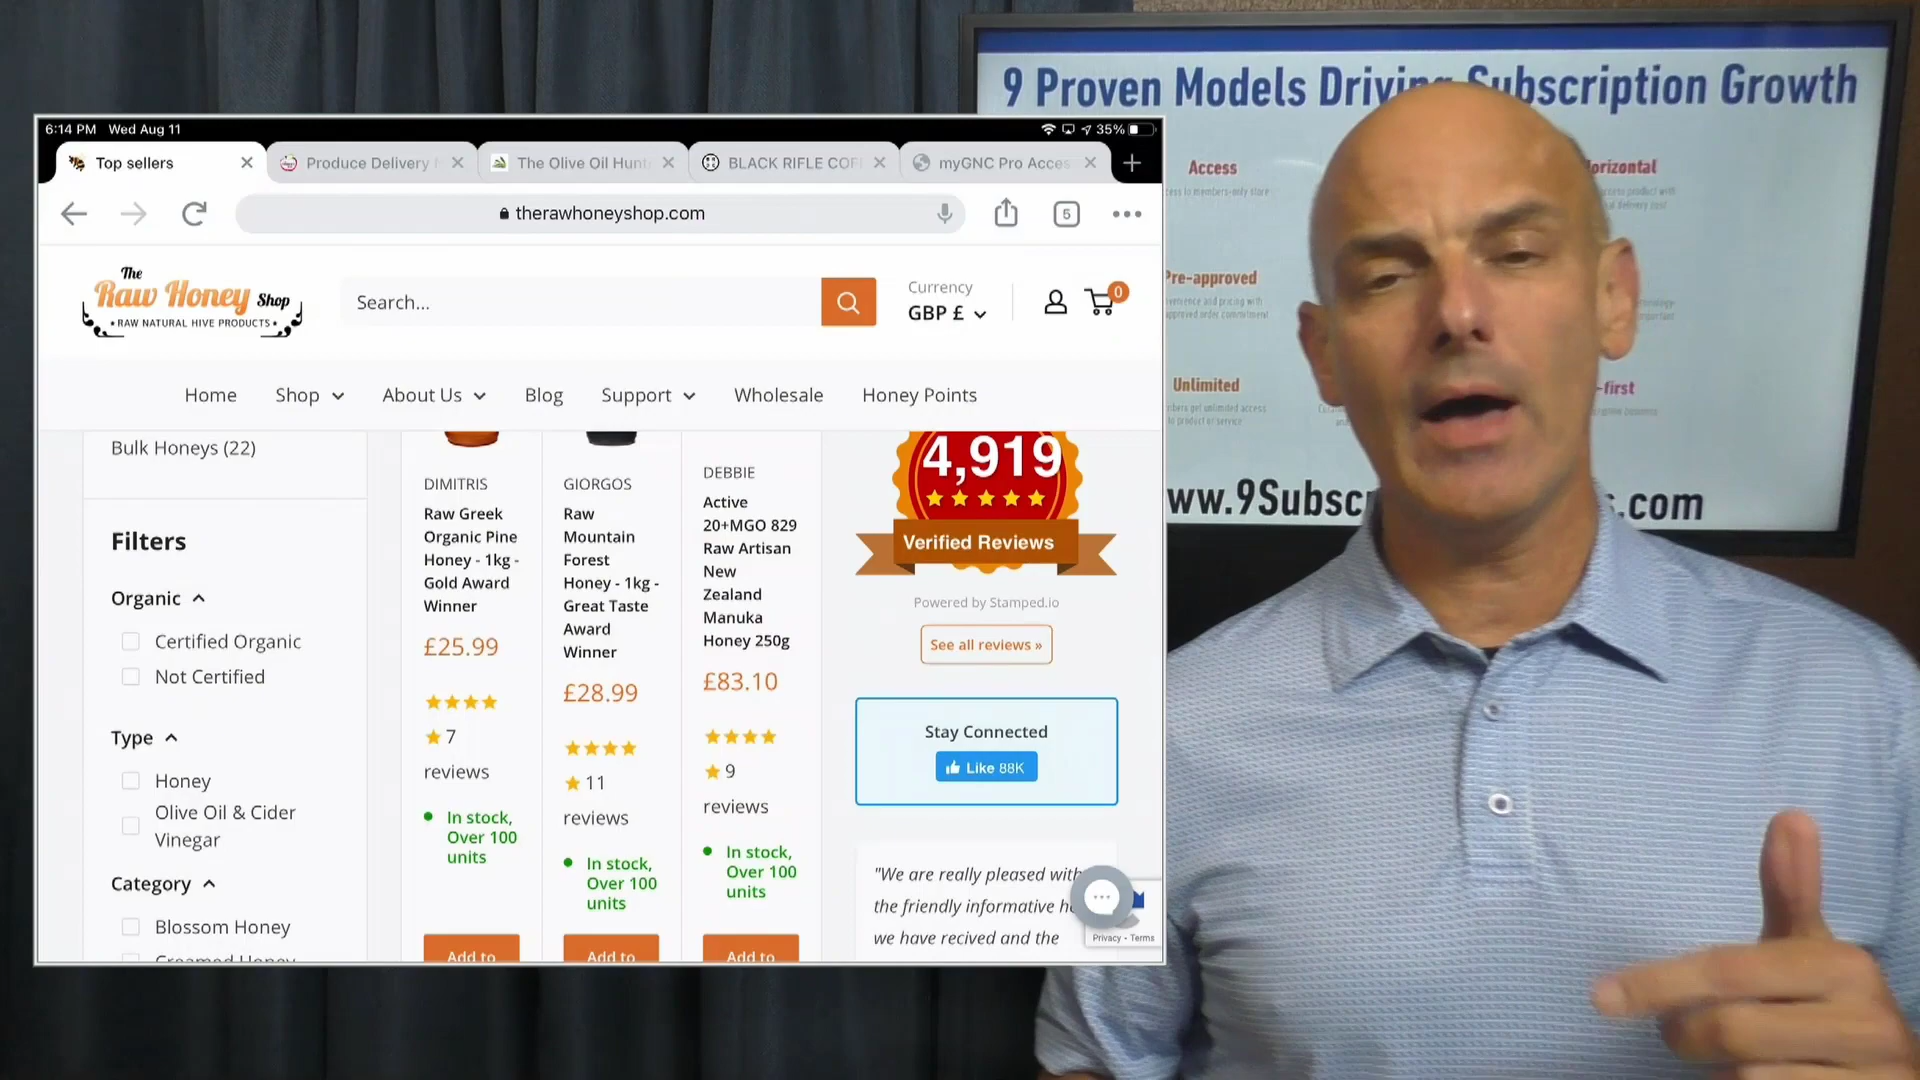 9 Proven Models Driving Subscription Growth
Access
Pre-approved
Unlimited
-first
.com
6:14 PM Wed Aug 11
35%
Top sellers
Produce Delivery
The Olive Oil Hunt
BLACK RIFLE COF
myGNC Pro Acces
therawhoneyshop.com
5
The
Raw Honey Shop
• RAW NATURAL HIVE PRODUCTS •
Search...
Currency
GBP £
0
Home Shop About Us Blog Support Wholesale Honey Points
Bulk Honeys (22)
Filters
Organic
Certified Organic
Not Certified
Type
Honey
Olive Oil & Cider
Vinegar
Category
Blossom Honey
Creamed Honey
DIMITRIS
Raw Greek
Organic Pine
Honey - 1kg -
Gold Award
Winner
£25.99
7
reviews
In stock,
Over 100
units
Add to
GIORGOS
Raw
Mountain
Forest
Honey - 1kg -
Great Taste
Award
Winner
£28.99
11
reviews
In stock,
Over 100
units
Add to
DEBBIE
Active
20+MGO 829
Raw Artisan
New
Zealand
Manuka
Honey 250g
£83.10
9
reviews
In stock,
Over 100
units
Add to
4,919
Verified Reviews
Powered by Stamped.io
See all reviews »
Stay Connected
Like 88K
"We are really pleased with
the friendly informative
we have recived and the
Privacy - Terms